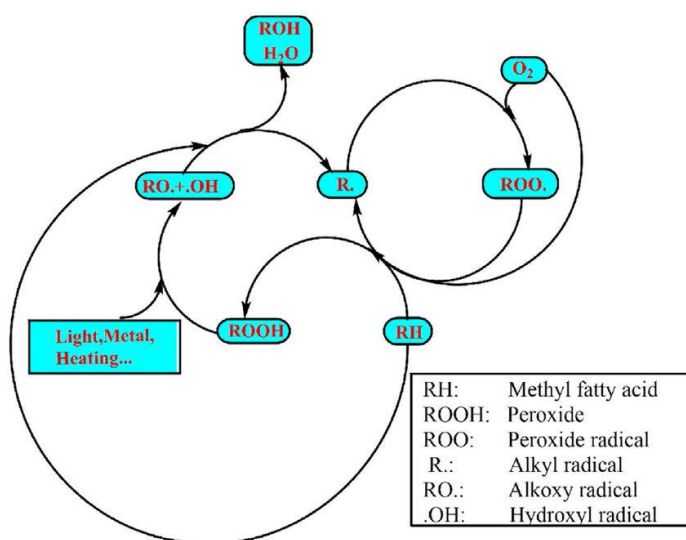 ROH
H₂O
O₂
RO.+.OH
R.
ROO.
Light,Metal,
Heating...
ROOH
RH
RH: Methyl fatty acid
ROOH: Peroxide
ROO: Peroxide radical
R.: Alkyl radical
RO.: Alkoxy radical
.OH: Hydroxyl radical